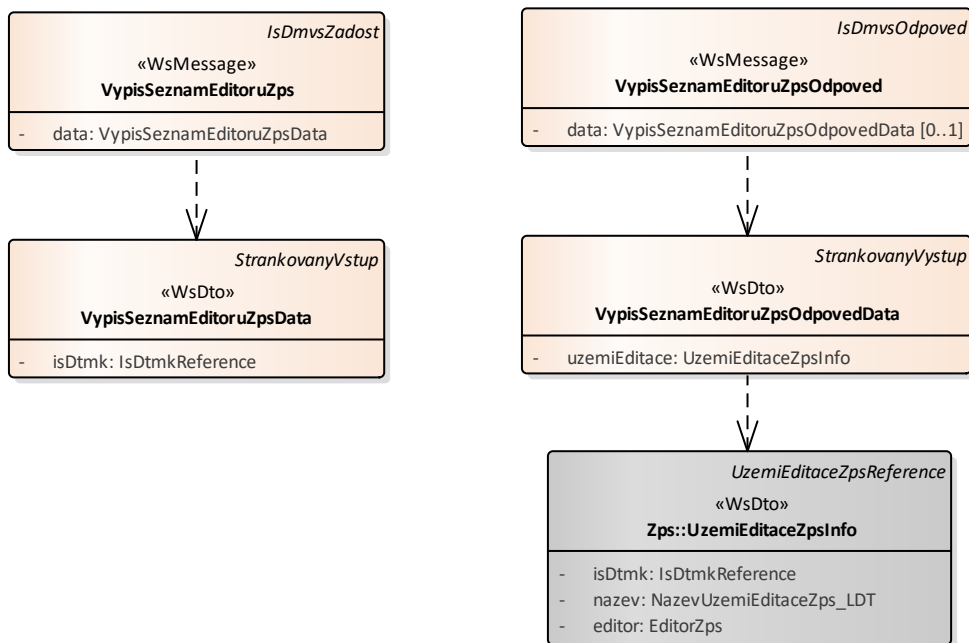 IsDmvsZadost
«WsMessage»
VypisSeznamEditoruZps
- data: VypisSeznamEditoruZpsData
StrankovanyVstup
«WsDto»
VypisSeznamEditoruZpsData
- isDtmk: IsDtmkReference
IsDmvsOdpoved
«WsMessage»
VypisSeznamEditoruZpsOdpoved
- data: VypisSeznamEditoruZpsOdpovedData [0..1]
StrankovanyVystup
«WsDto»
VypisSeznamEditoruZpsOdpovedData
- uzemiEditace: UzemiEditaceZpsInfo
UzemiEditaceZpsReference
«WsDto»
Zps::UzemiEditaceZpsInfo
- isDtmk: IsDtmkReference
- nazev: NazevUzemiEditaceZps_LDT
- editor: EditorZps